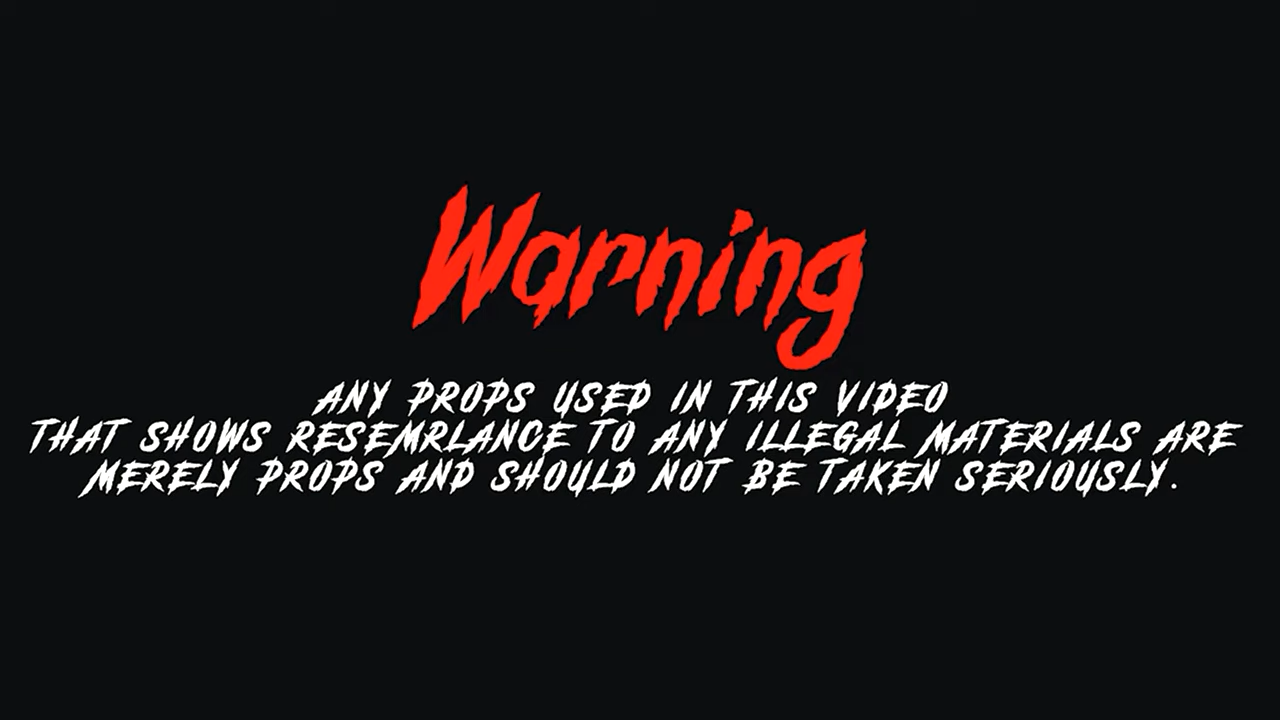 Warning
ANY PROPS USED IN THIS VIDEO
THAT SHOWS RESEMRLANCE TO ANY ILLEGAL MATERIALS ARE
MERELY PROPS AND SHOULD NOT BE TAKEN SERIOUSLY.